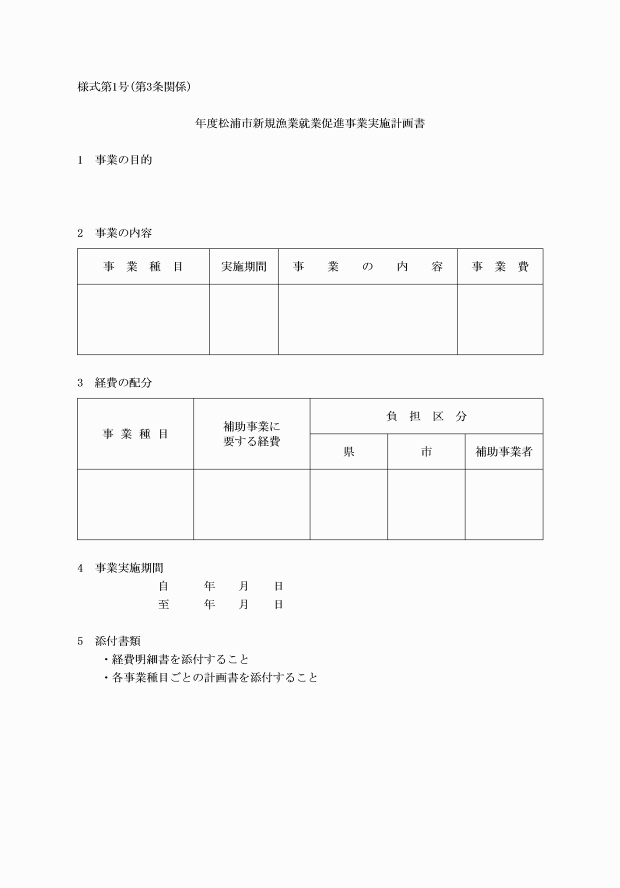 様式第1号(第3条関係)
年度松浦市新規漁業就業促進事業実施計画書
1　事業の目的
2　事業の内容
事　業　種　目　実施期間　事　業　の　内　容　事　業　費
3　経費の配分
事　業　種　目　補助事業に　負　担　区　分
要する経費
県　市　補助事業者
4　事業実施期間
自　年　月　日
至　年　月　日
5　添付書類
・経費明細書を添付すること
・各事業種目ごとの計画書を添付すること